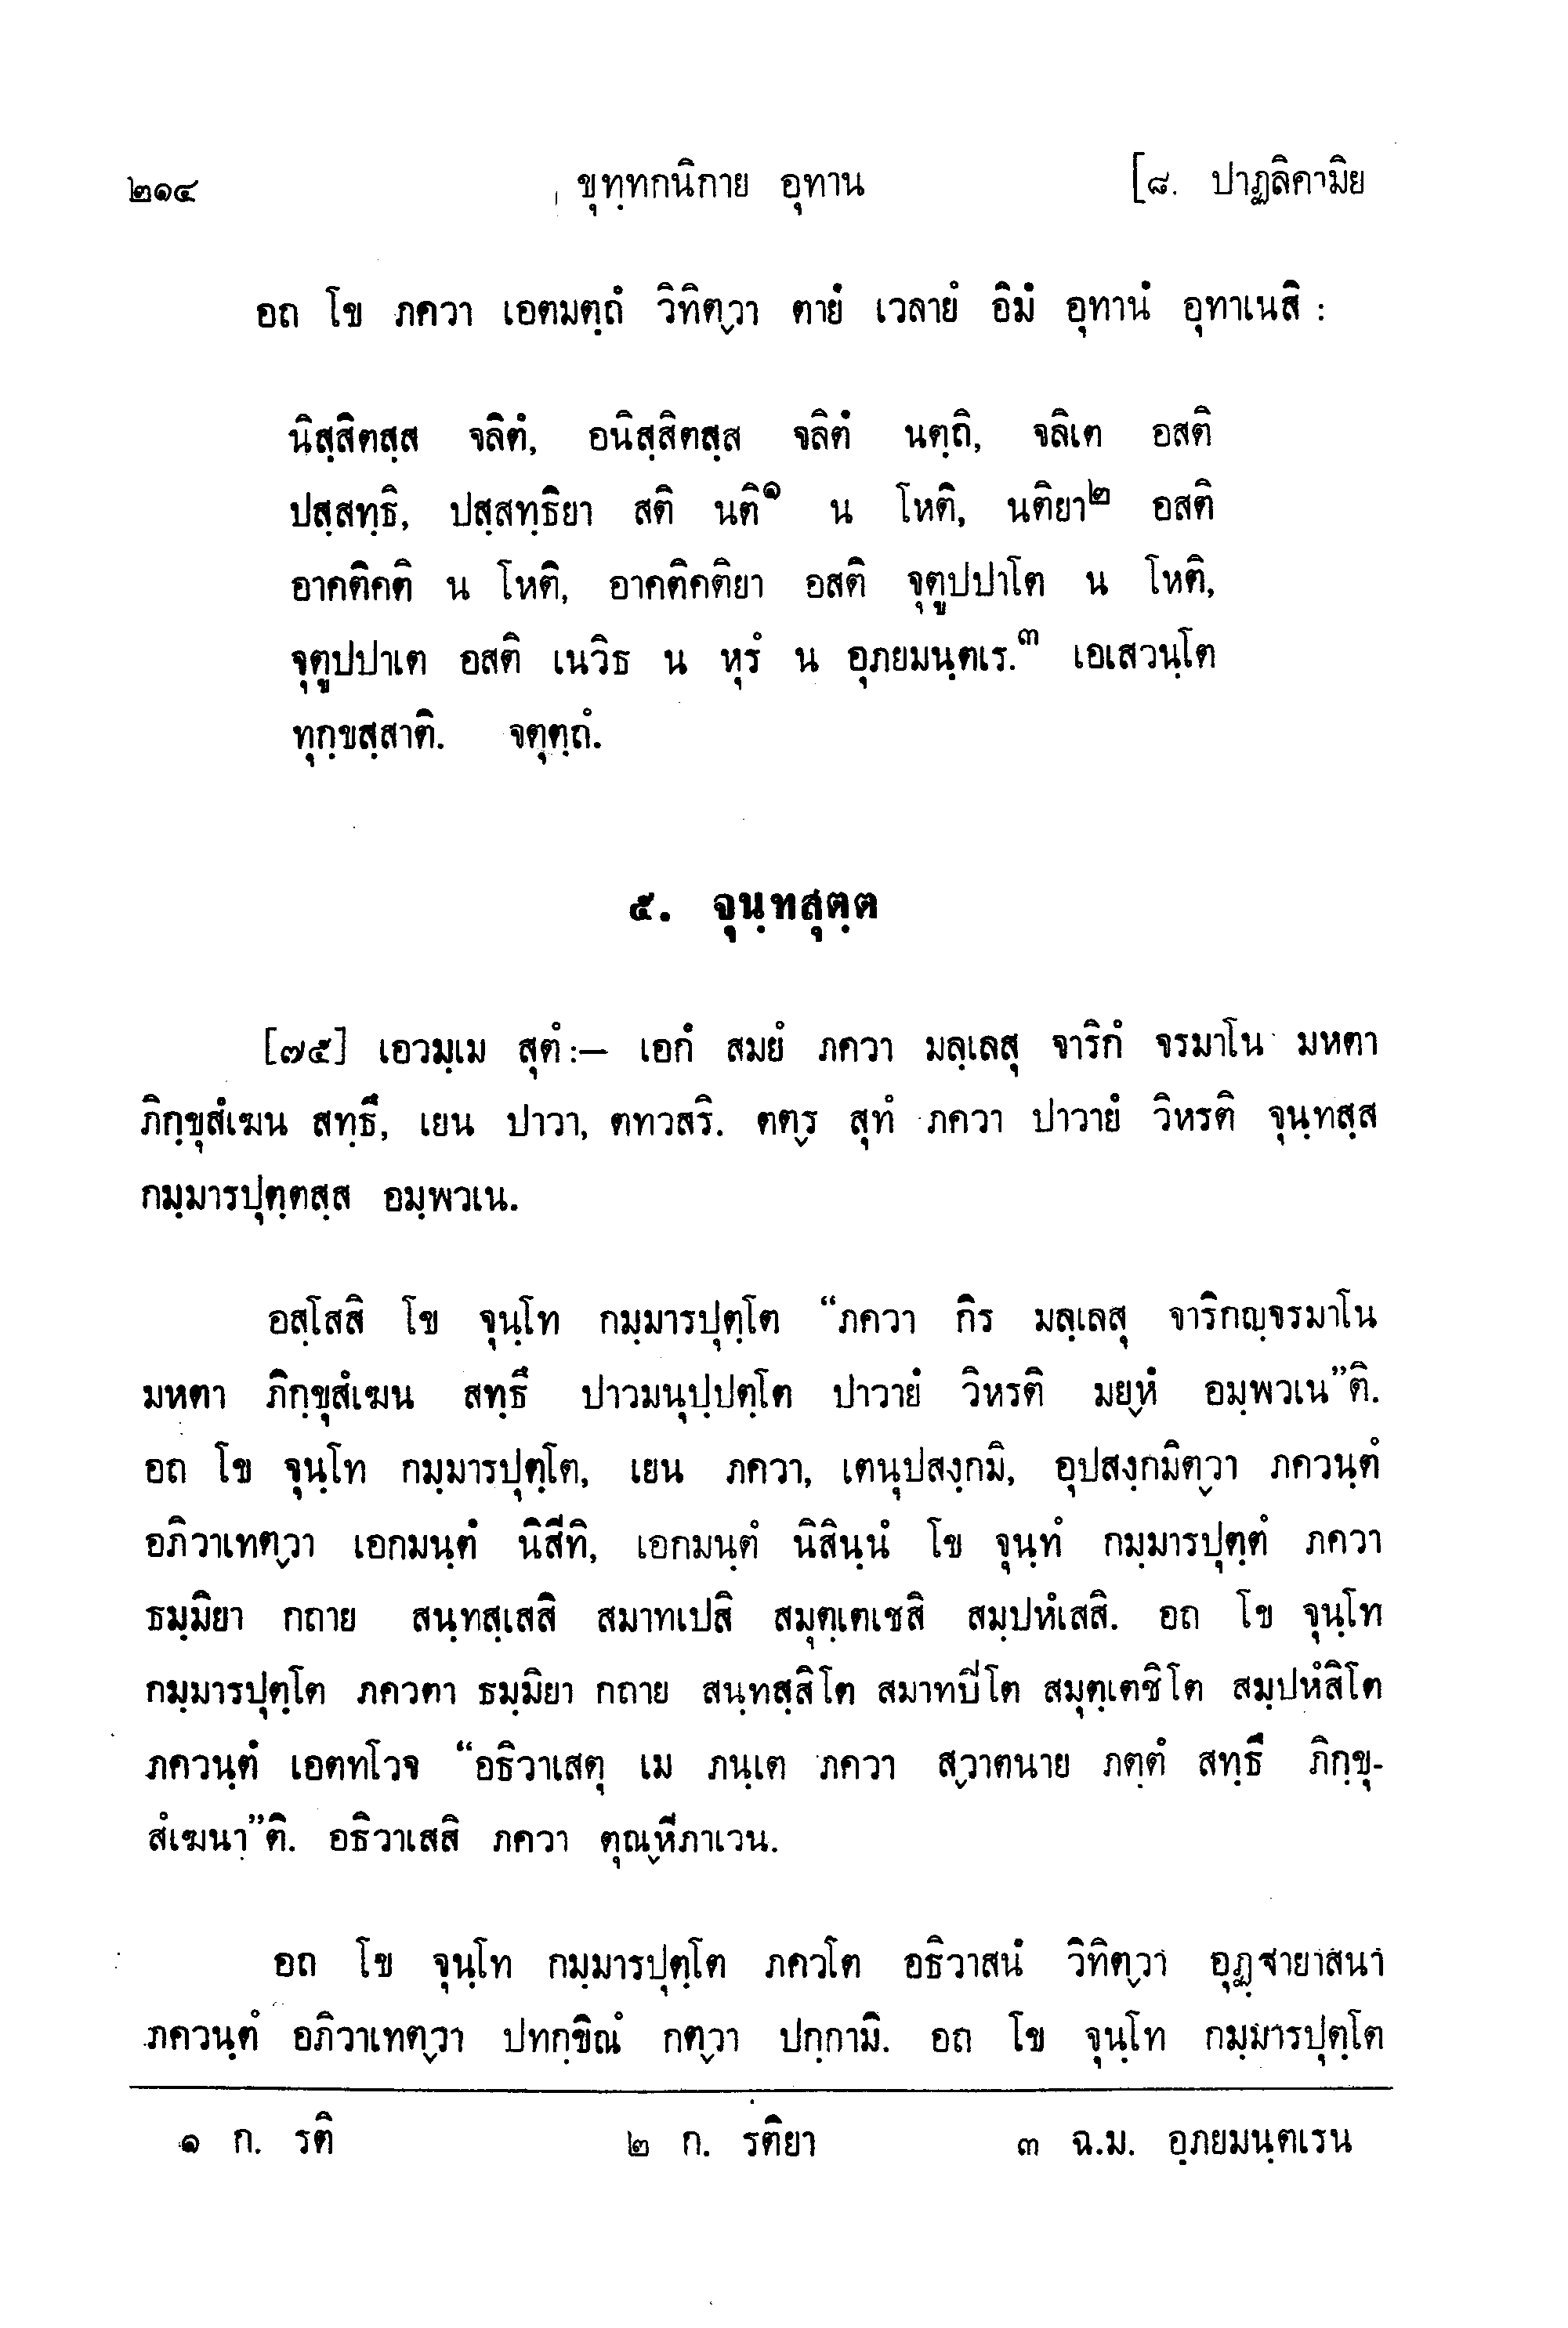 ๒๑๔ ขุทฺทกนิกาย อุทาน [๘. ปาฏลิคามิย
อถ โข ภควา เอตมตฺถํ วิทิตฺวา ตายํ เวลายํ อิมํ อุทานํ อุทาเนสิ :
นิสฺสิตสฺส จลิตํ, อนิสฺสิตสฺส จลิตํ นตฺถิ, จลิเต อสติ
ปสฺสทฺธิ, ปสฺสทฺธิยา สติ นติ๑ น โหติ, นติยา๒ อสติ
อาคติคติ น โหติ, อาคติคติยา อสติ จุตูปปาโต น โหติ,
จุตูปปาเต อสติ เนวิธ น หุรํ น อุภยมนฺตเร.๓ เอเสวนฺโต
ทุกฺขสฺสาติ. จตุตฺถํ.
๕. จุนฺทสุตฺต
[๗๕] เอวมฺเม สุตํ:— เอกํ สมยํ ภควา มลฺเลสุ จาริกํ จรมาโน มหตา
ภิกฺขุสํเฆน สทฺธึ, เยน ปาวา, ตทวสริ. ตตฺร สุทํ ภควา ปาวายํ วิหรติ จุนฺทสฺส
กมฺมารปุตฺตสฺส อมฺพวเน.
อสฺโสสิ โข จุนฺโท กมฺมารปุตฺโต “ภควา กิร มลฺเลสุ จาริกญฺจรมาโน
มหตา ภิกฺขุสํเฆน สทฺธึ ปาวมนุปฺปตฺโต ปาวายํ วิหรติ มยฺหํ อมฺพวเน”ติ.
อถ โข จุนฺโท กมฺมารปุตฺโต, เยน ภควา, เตนุปสงฺกมิ, อุปสงฺกมิตฺวา ภควนฺตํ
อภิวาเทตฺวา เอกมนฺตํ นิสีทิ, เอกมนฺตํ นิสินฺนํ โข จุนฺทํ กมฺมารปุตฺตํ ภควา
ธมฺมิยา กถาย สนฺทสฺเสสิ สมาทเปสิ สมุตฺเตเชสิ สมฺปหํเสสิ. อถ โข จุนฺโท
กมฺมารปุตฺโต ภควตา ธมฺมิยา กถาย สนฺทสฺสิโต สมาทปิโต สมุตฺเตชิโต สมฺปหํสิโต
ภควนฺตํ เอตทโวจ “อธิวาเสตุ เม ภนฺเต ภควา สฺวาตนาย ภตฺตํ สทฺธึ ภิกฺขุ-
สํเฆนา”ติ. อธิวาเสสิ ภควา ตุณฺหีภาเวน.
อถ โข จุนฺโท กมฺมารปุตฺโต ภควโต อธิวาสนํ วิทิตฺวา อุฏฺฐายาสนา
ภควนฺตํ อภิวาเทตฺวา ปทกฺขิณํ กตฺวา ปกฺกามิ. อถ โข จุนฺโท กมฺมารปุตฺโต
๑ ก. รติ ๒ ก. รติยา ๓ ฉ.ม. อุภยมนฺตเรน